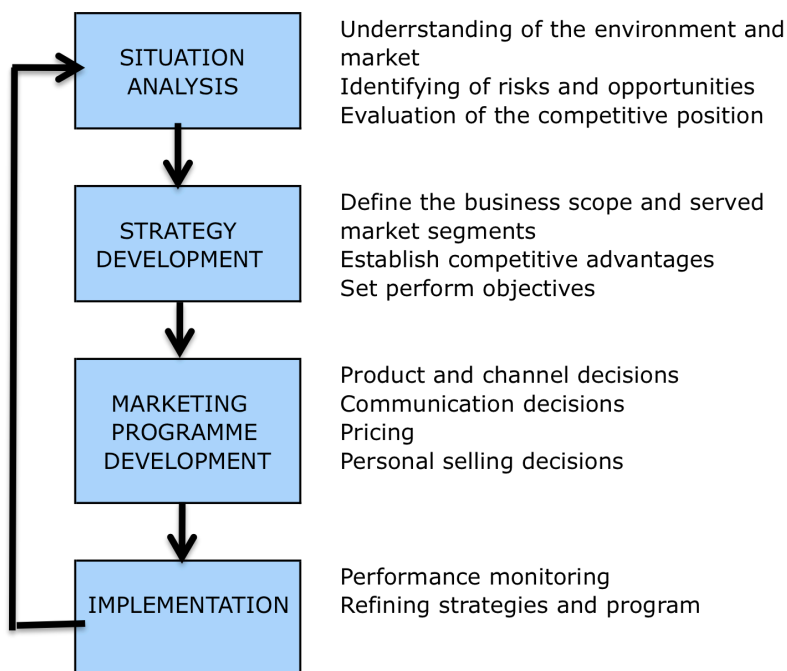 SITUATION
ANALYSIS
Underrstanding of the environment and
market
Identifying of risks and opportunities
Evaluation of the competitive position
STRATEGY
DEVELOPMENT
Define the business scope and served
market segments
Establish competitive advantages
Set perform objectives
MARKETING
PROGRAMME
DEVELOPMENT
Product and channel decisions
Communication decisions
Pricing
Personal selling decisions
IMPLEMENTATION
Performance monitoring
Refining strategies and program